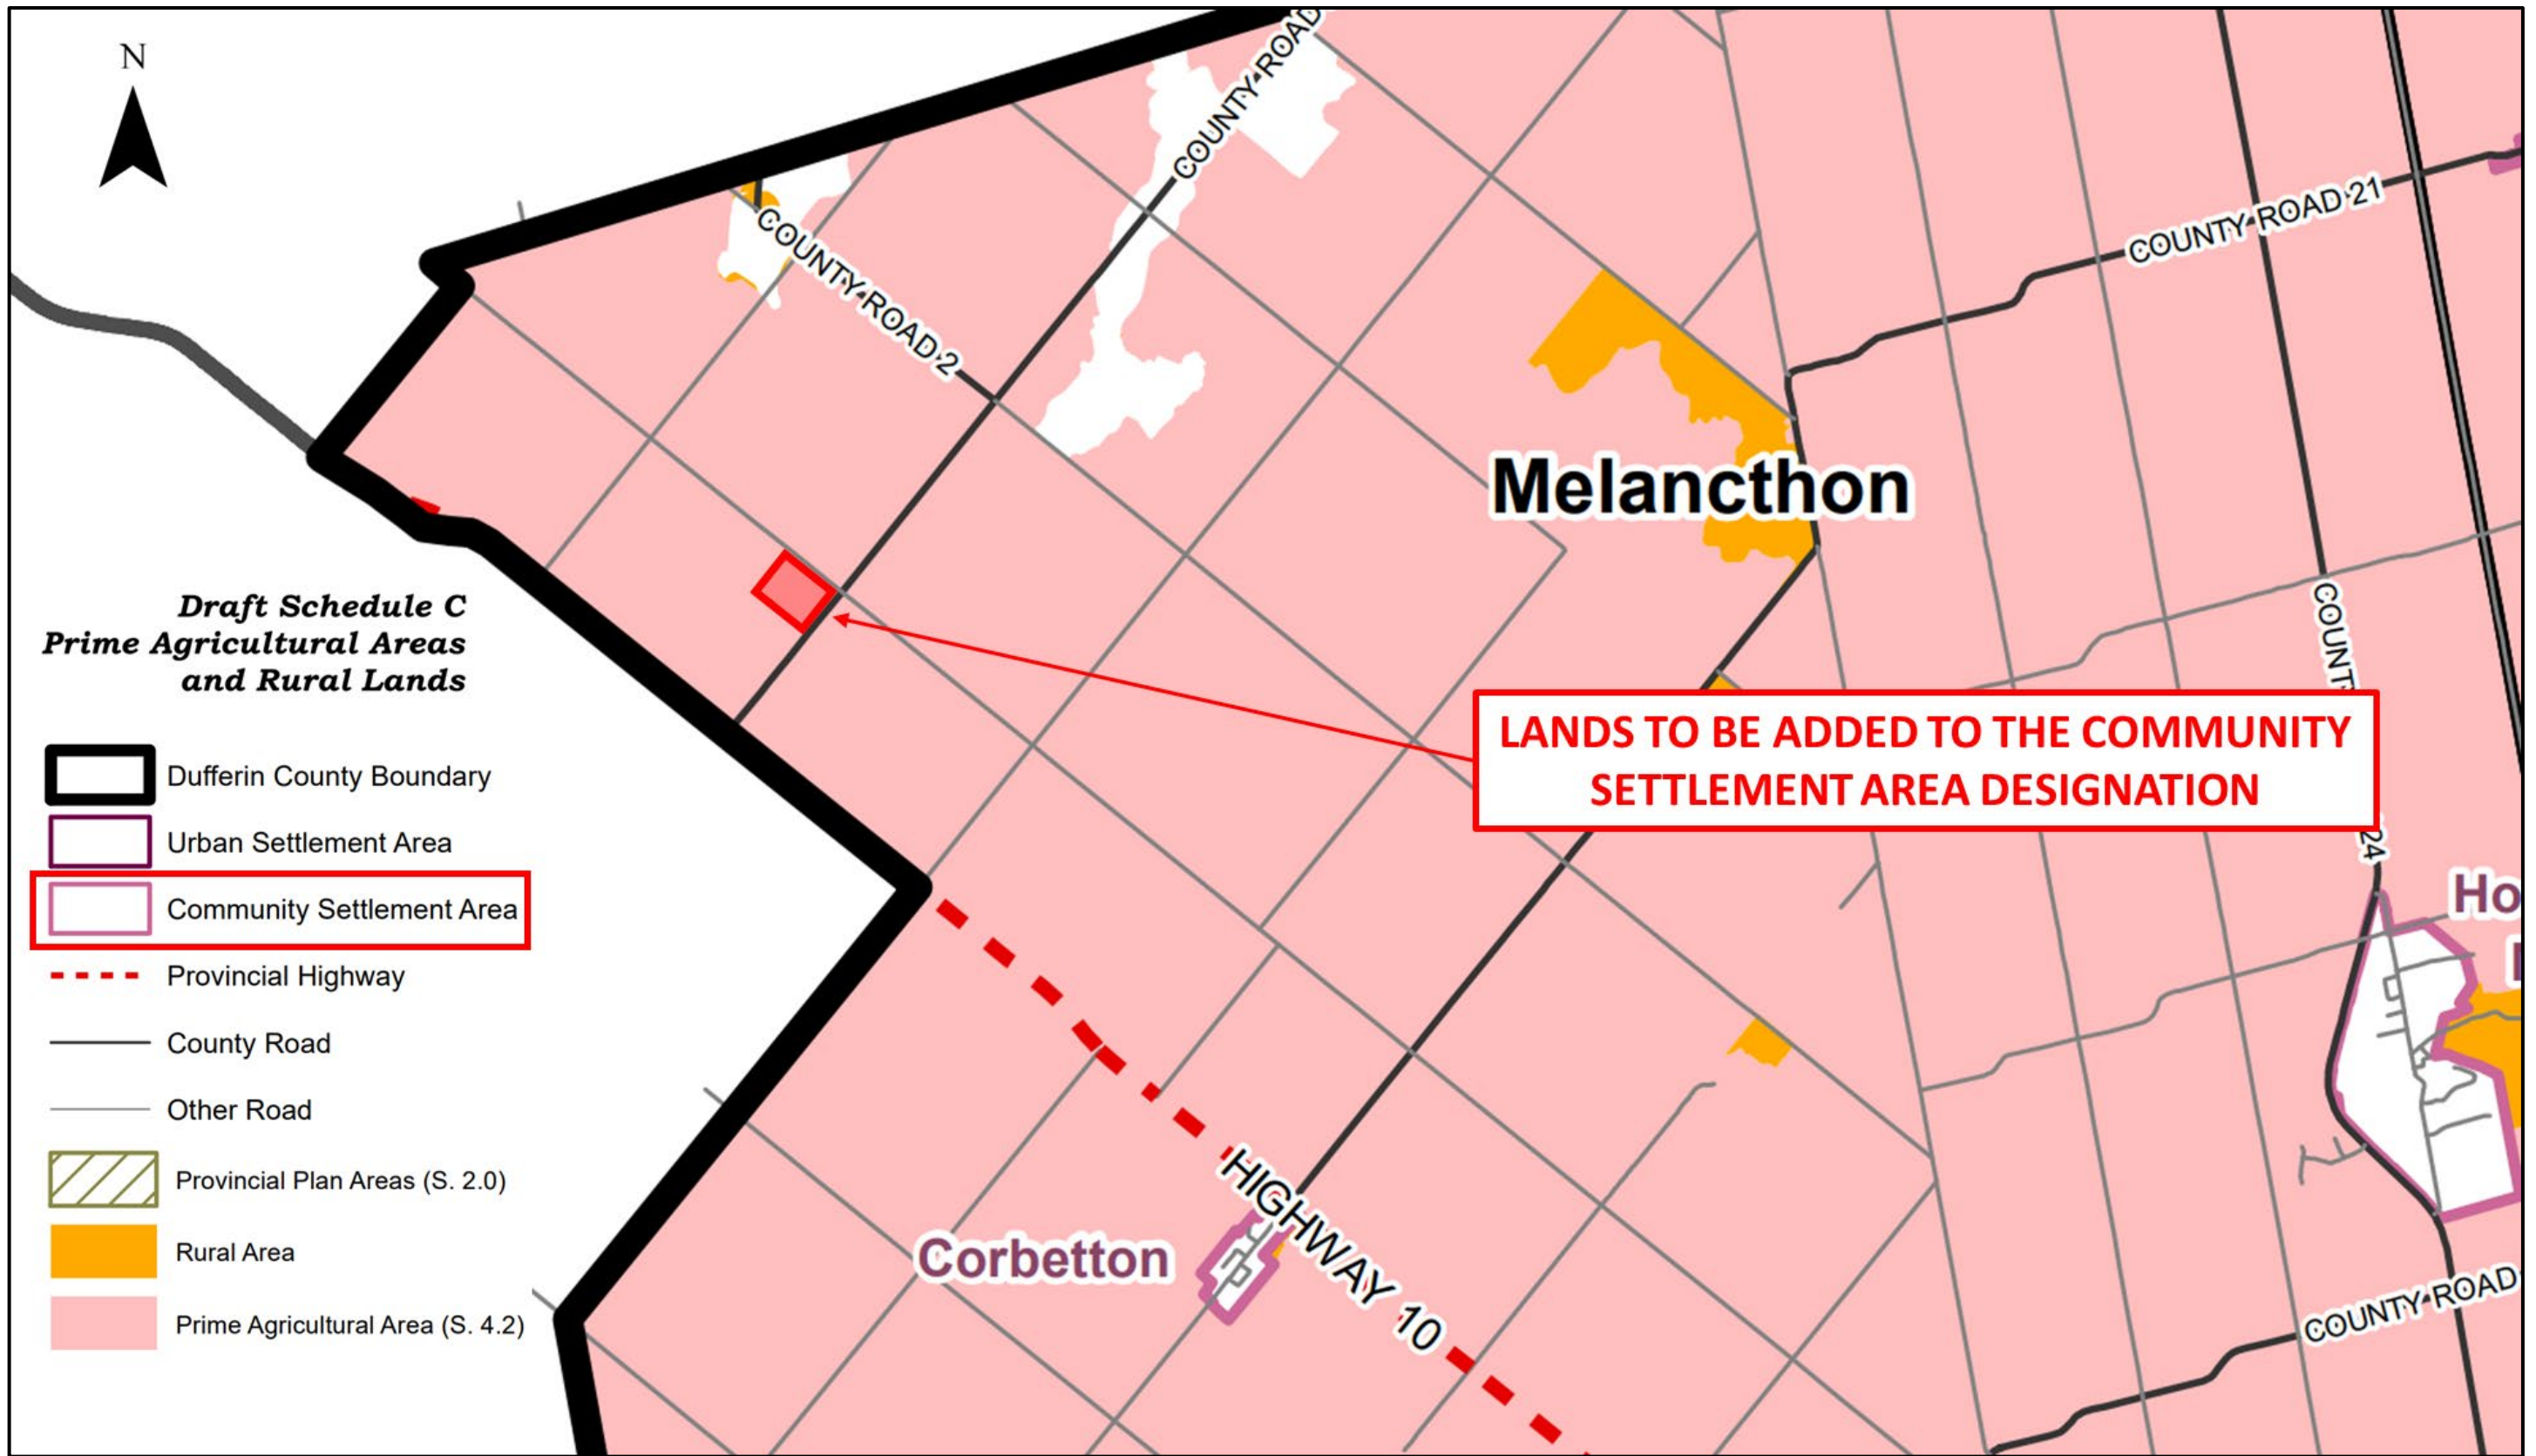 N
COUNTY ROAD
COUNTY ROAD 21
COUNTY ROAD 2
Melancthon
Draft Schedule C
Prime Agricultural Areas
and Rural Lands
LANDS TO BE ADDED TO THE COMMUNITY
SETTLEMENT AREA DESIGNATION
Dufferin County Boundary
Urban Settlement Area
Community Settlement Area
Provincial Highway
County Road
Other Road
Provincial Plan Areas (S. 2.0)
Rural Area
Prime Agricultural Area (S. 4.2)
24
Ho
HIGHWAY 10
Corbetton
COUNTY ROAD